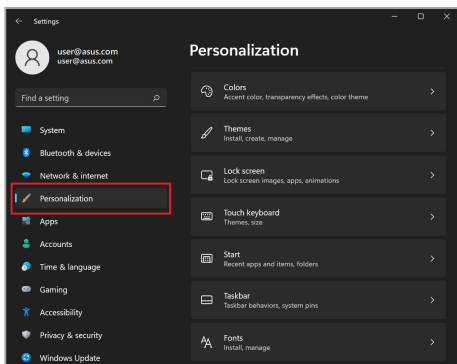 Settings
user@asus.com
user@asus.com
Find a setting
System
Bluetooth & devices
Network & internet
Personalization
Apps
Accounts
Time & language
Gaming
Accessibility
Privacy & security
Windows Update
Personalization
Colors
Accent color, transparency effects, color theme
Themes
Install, create, manage
Lock screen
Lock screen images, apps, animations
Touch keyboard
Themes, size
Start
Recent apps and items, folders
Taskbar
Taskbar behaviors, system pins
Fonts
Install, manage